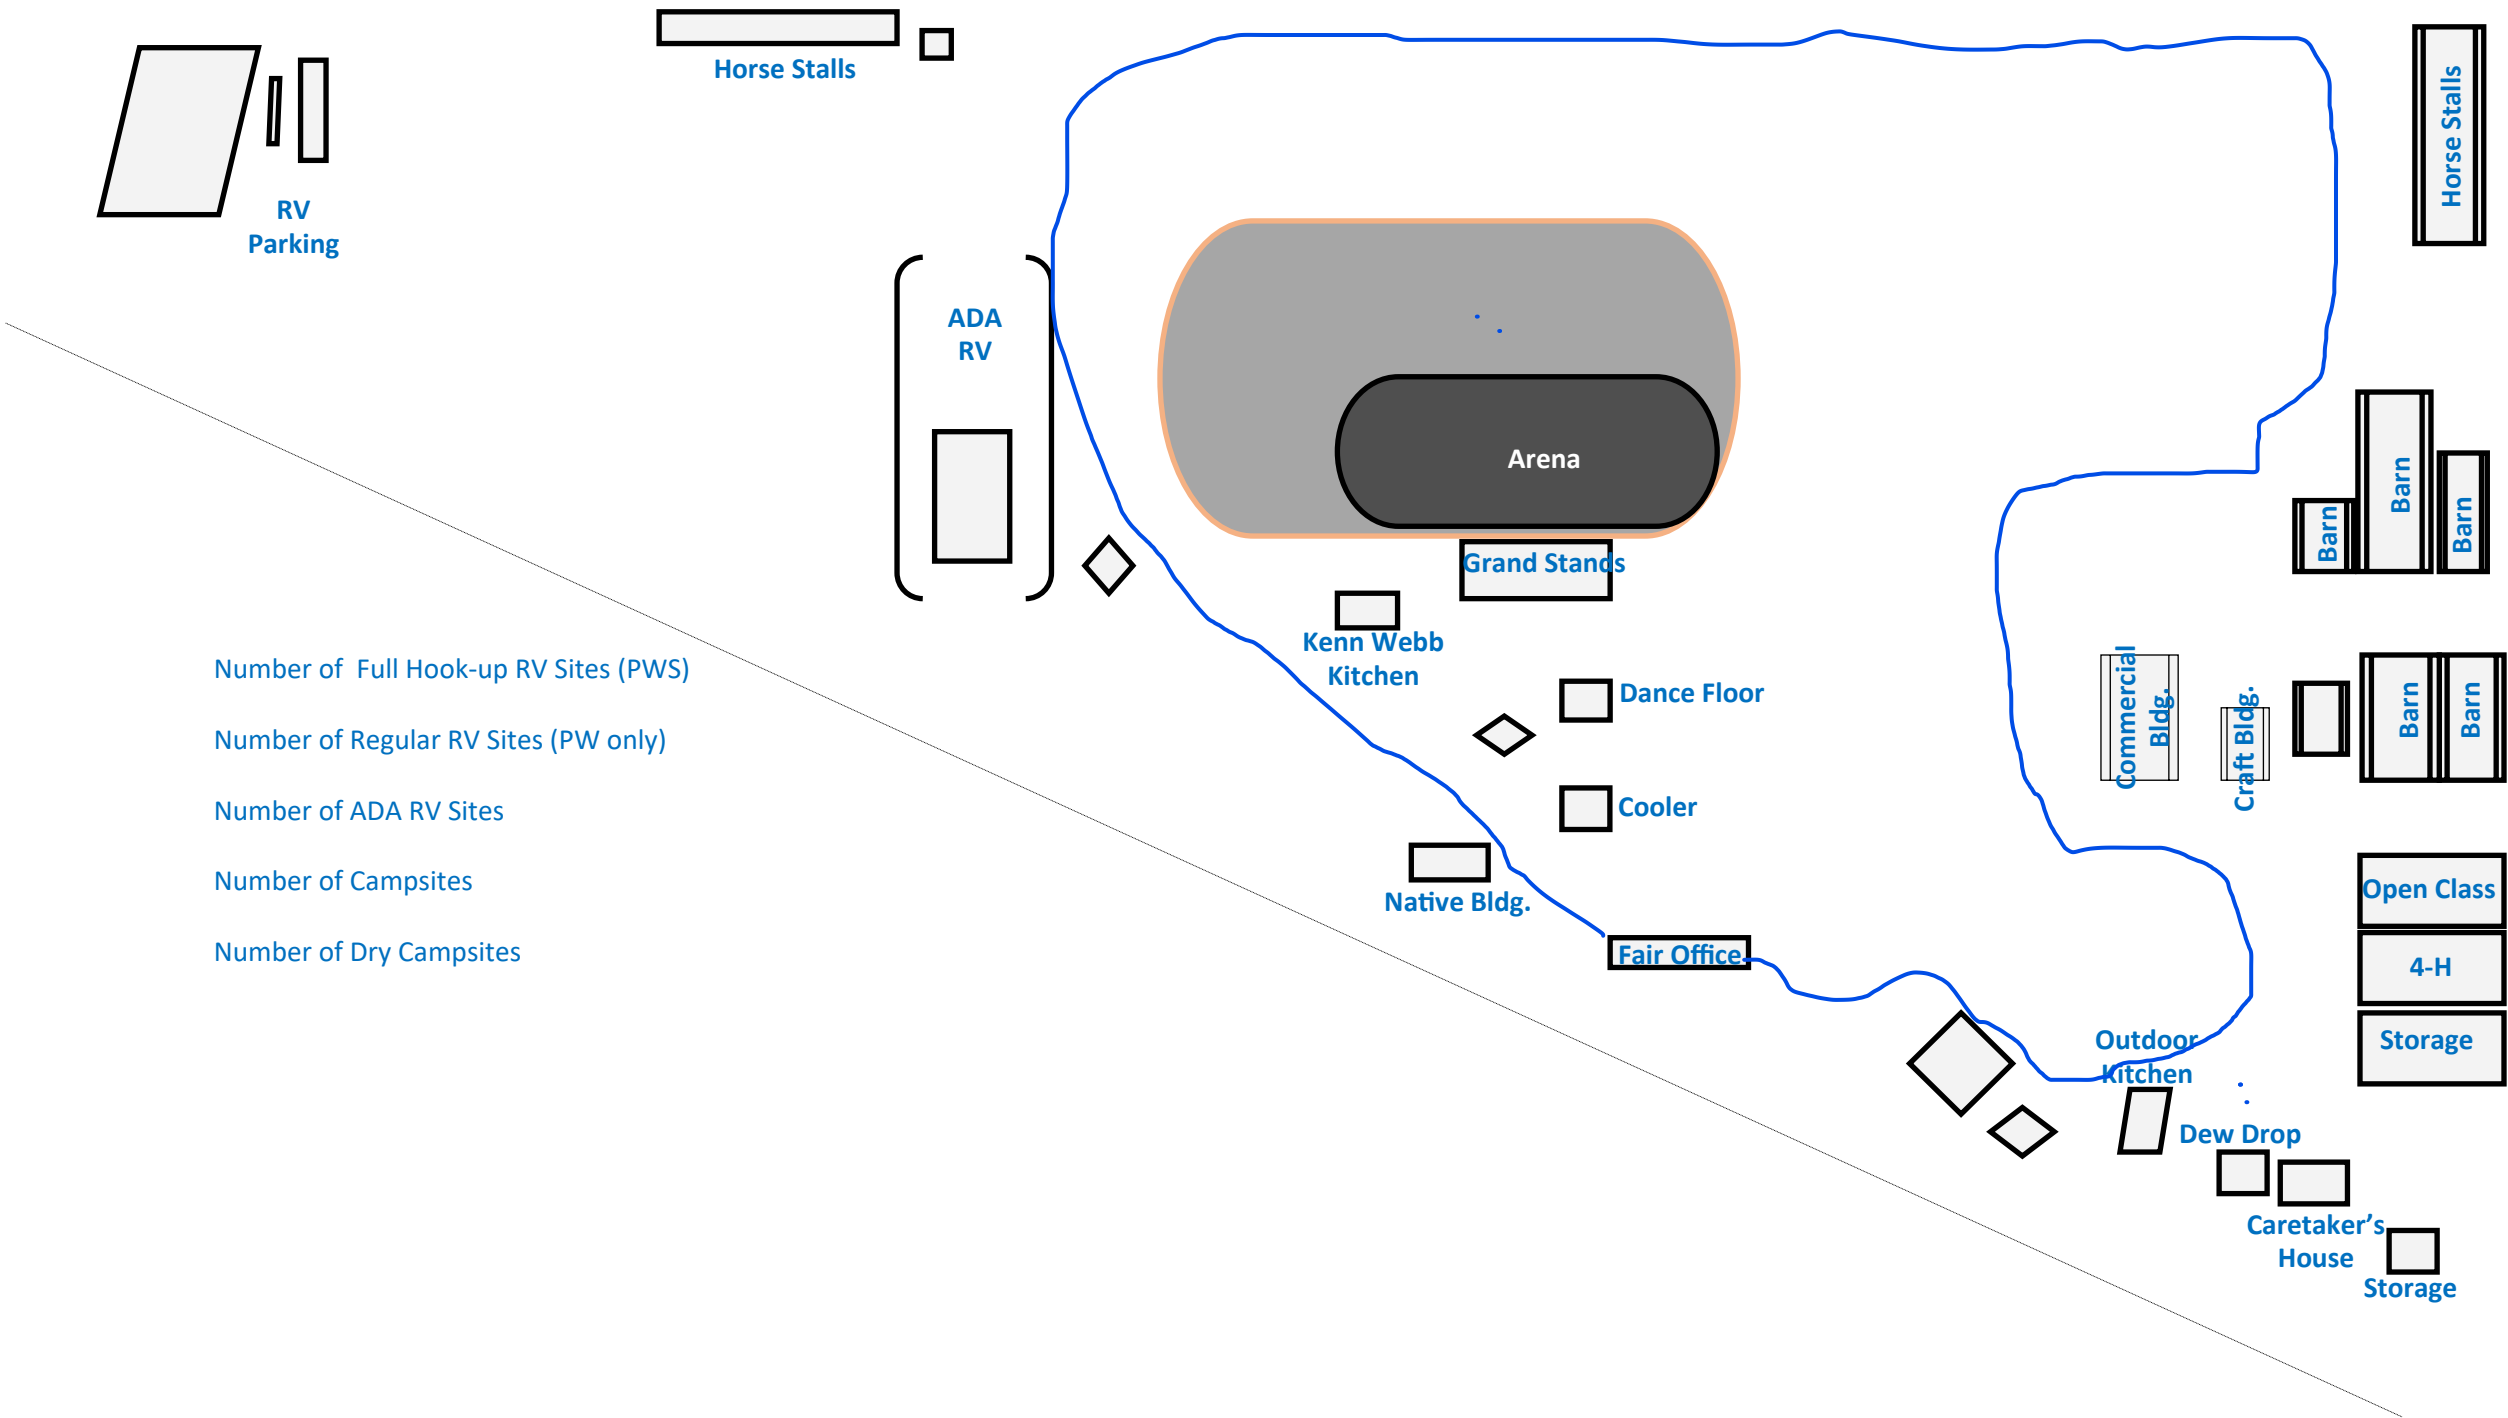 Horse Stalls
Horse Stalls
RV
Parking
ADA
RV
Arena
Barn
Barn
Barn
Grand Stands
Kenn Webb
Kitchen
Number of  Full Hook-up RV Sites (PWS)
Dance Floor
Commercial
Bldg.
Craft Bldg.
Barn
Barn
Number of Regular RV Sites (PW only)
Number of ADA RV Sites
Cooler
Number of Campsites
Native Bldg.
Open Class
Number of Dry Campsites
Fair Office
4-H
Outdoor
Kitchen
Storage
Dew Drop
Caretaker’s
House
Storage